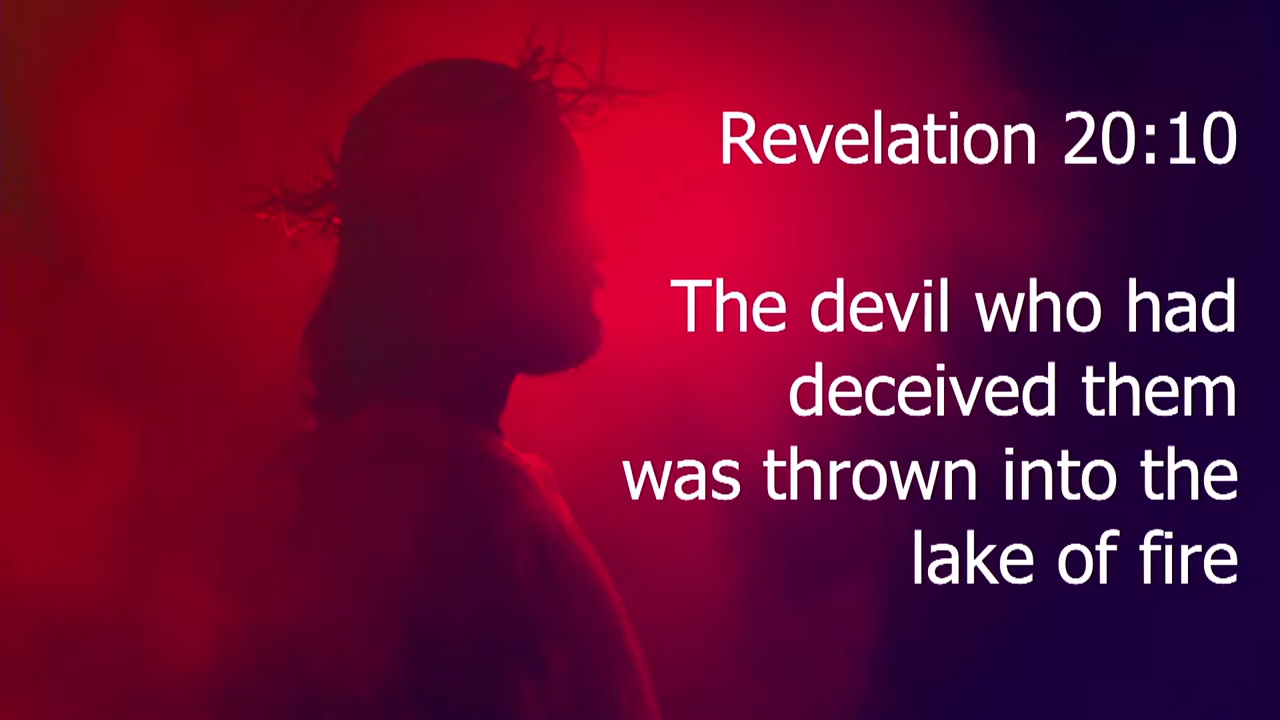 Revelation 20:10
The devil who had
deceived them
was thrown into the
lake of fire